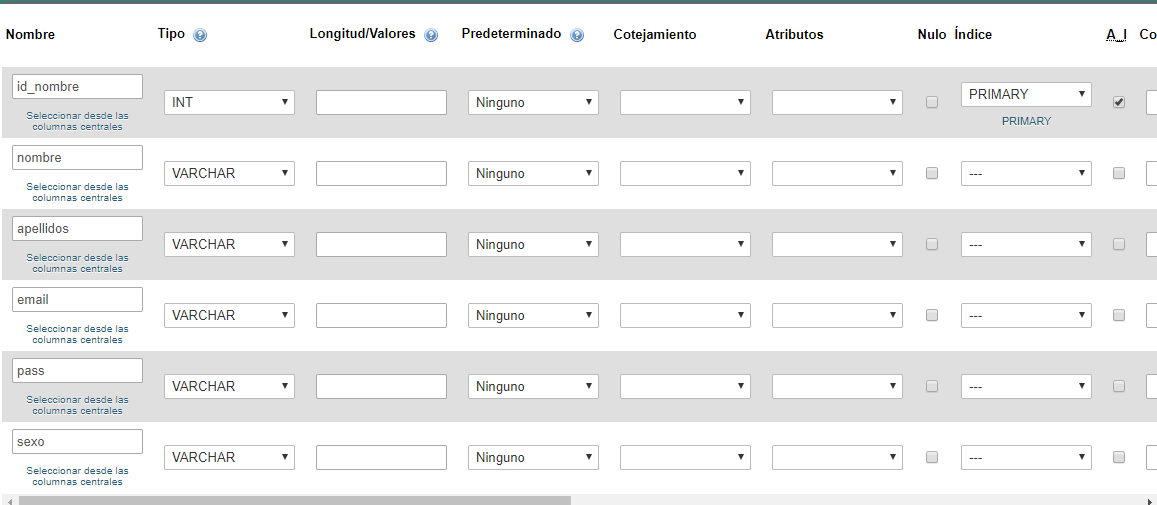 Nombre Tipo Longitud/Valores Predeterminado Cotejamiento Atributos Nulo Índice A_I Co
id_nombre
Seleccionar desde las
columnas centrales
INT Ninguno PRIMARY
PRIMARY
nombre
Seleccionar desde las
columnas centrales
VARCHAR Ninguno ---
apellidos
Seleccionar desde las
columnas centrales
VARCHAR Ninguno ---
email
Seleccionar desde las
columnas centrales
VARCHAR Ninguno ---
pass
Seleccionar desde las
columnas centrales
VARCHAR Ninguno ---
sexo
Seleccionar desde las
columnas centrales
VARCHAR Ninguno ---